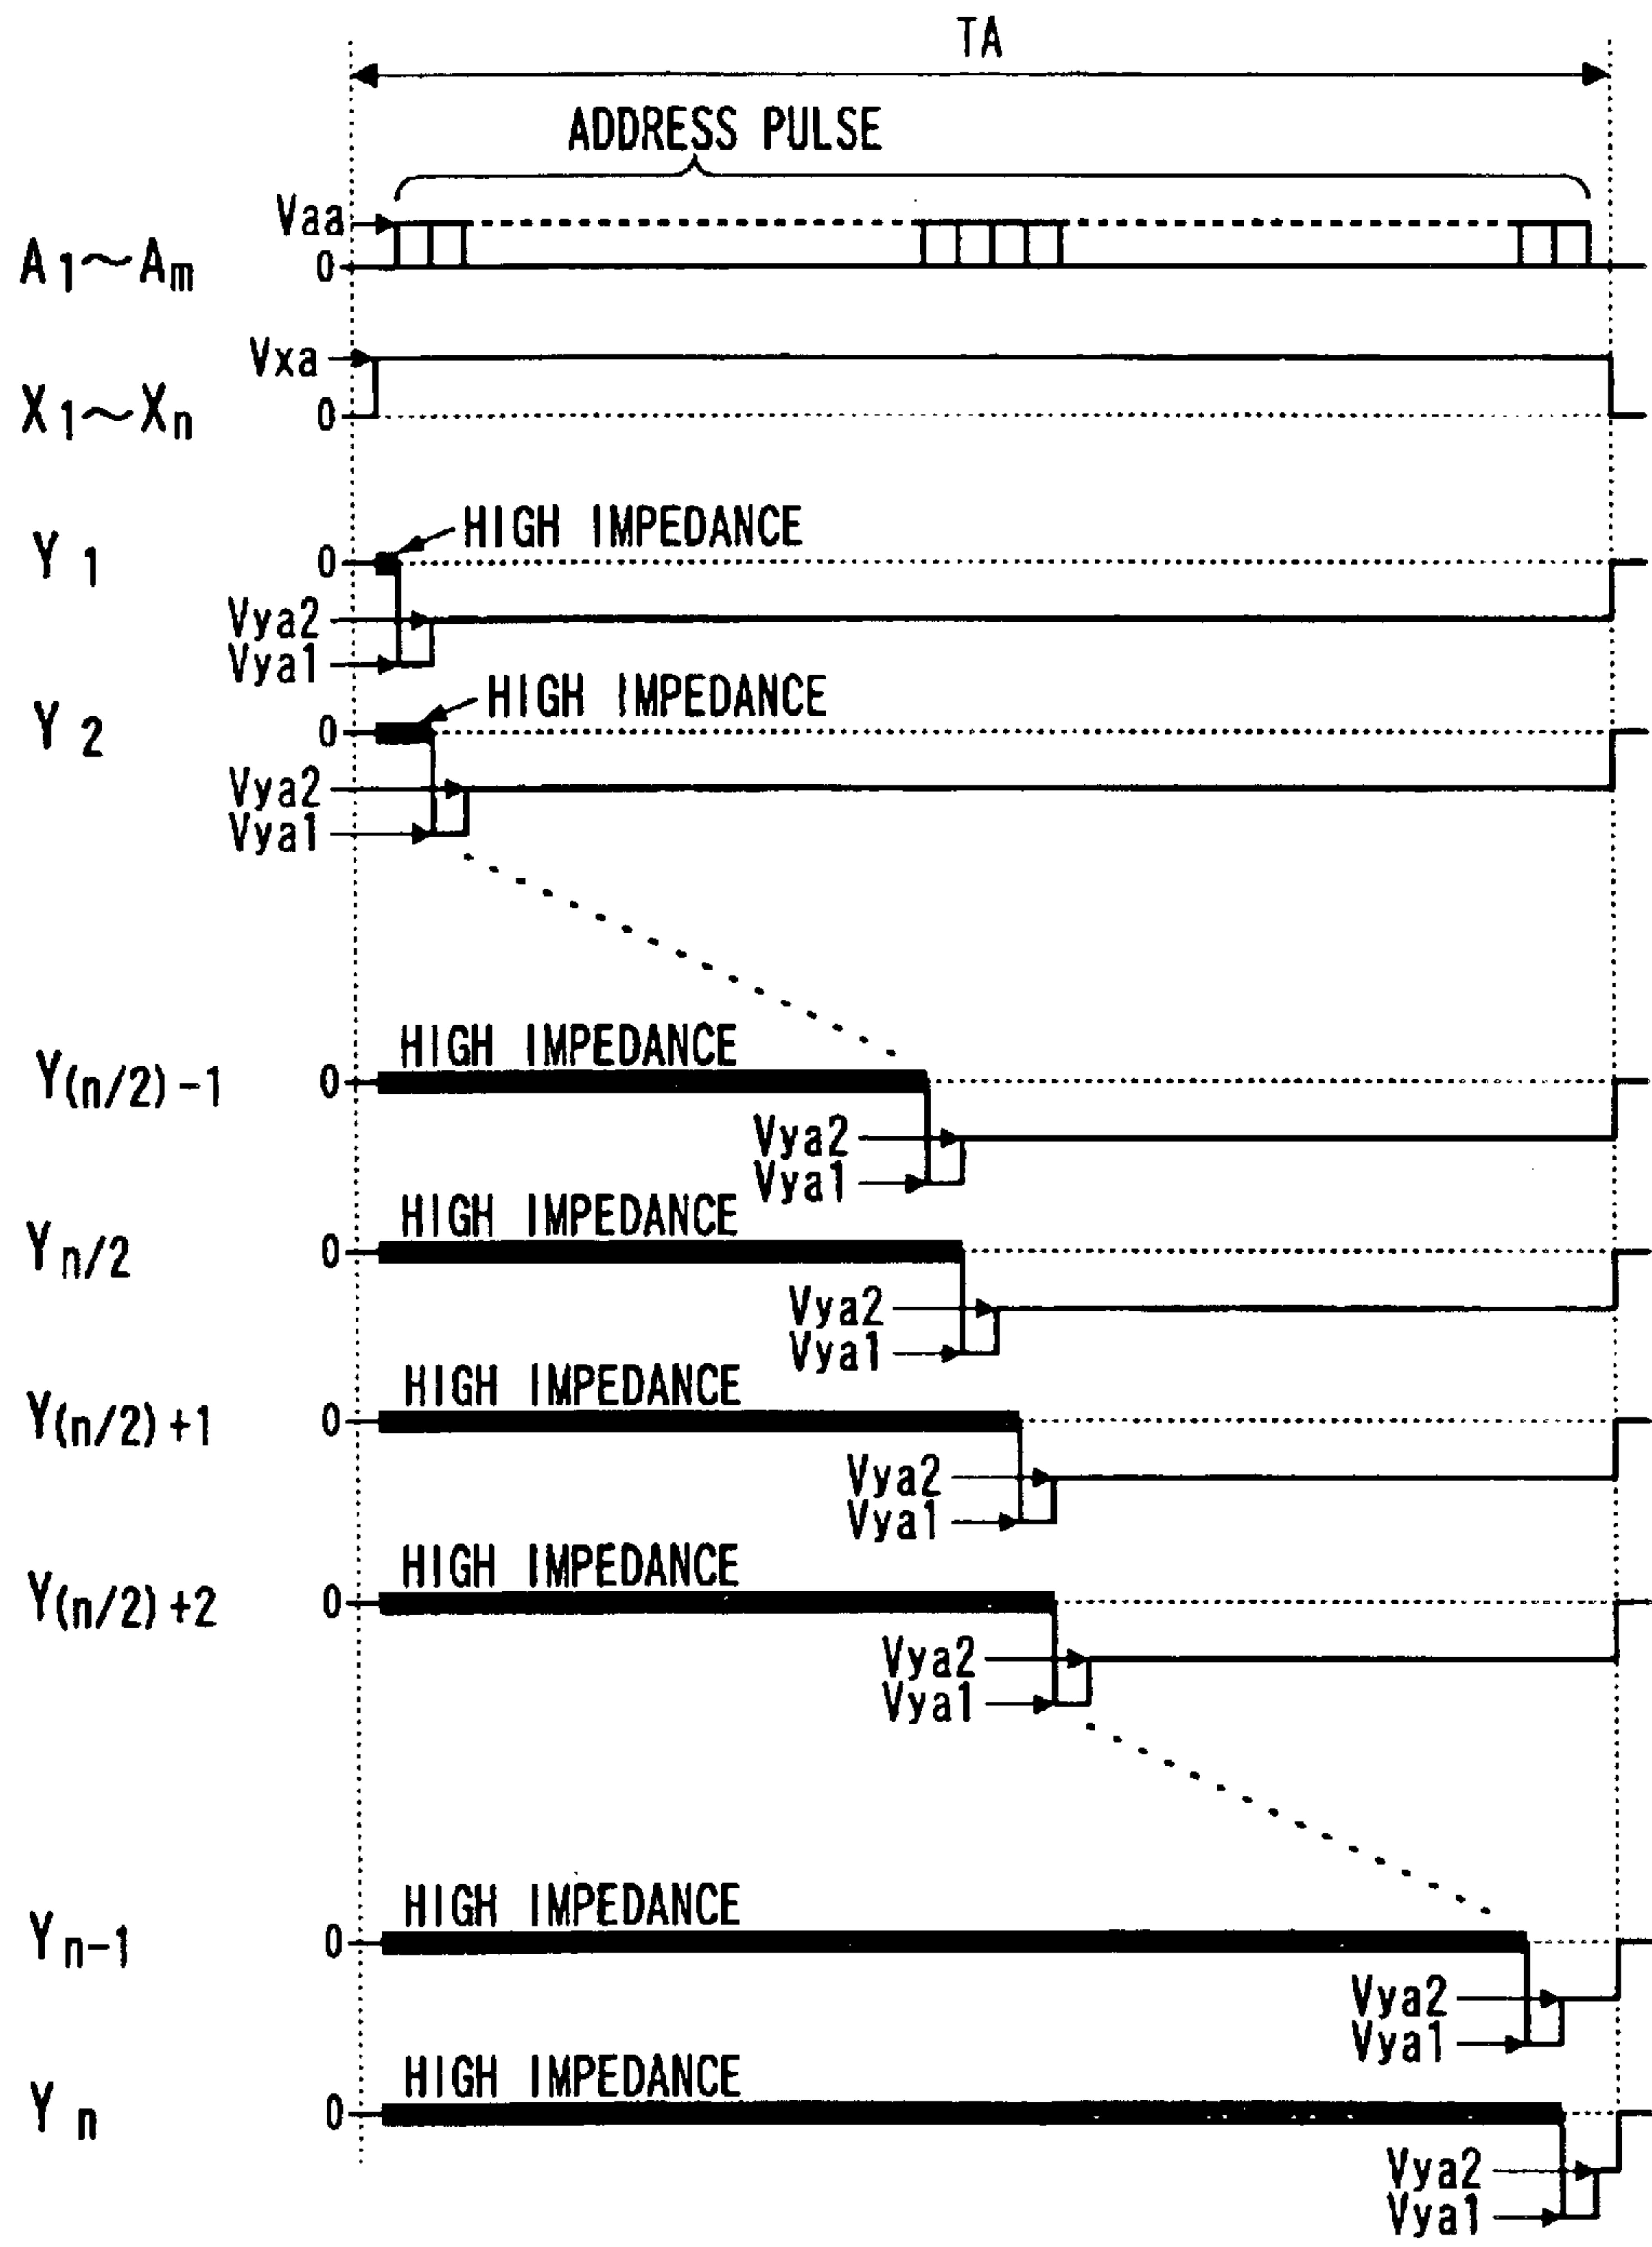 TA
ADDRESS PULSE
Vaa
A1~Am
0
Vxa
X1~Xn
0
HIGH IMPEDANCE
Y1
0
Vya2
Vya1
HIGH IMPEDANCE
Y2
0
Vya2
Vya1
HIGH IMPEDANCE
Y(n/2)-1
0
Vya2
Vya1
HIGH IMPEDANCE
Yn/2
0
Vya2
Vya1
HIGH IMPEDANCE
Y(n/2)+1
0
Vya2
Vya1
HIGH IMPEDANCE
Y(n/2)+2
0
Vya2
Vya1
HIGH IMPEDANCE
Yn-1
0
Vya2
Vya1
HIGH IMPEDANCE
Yn
0
Vya2
Vya1